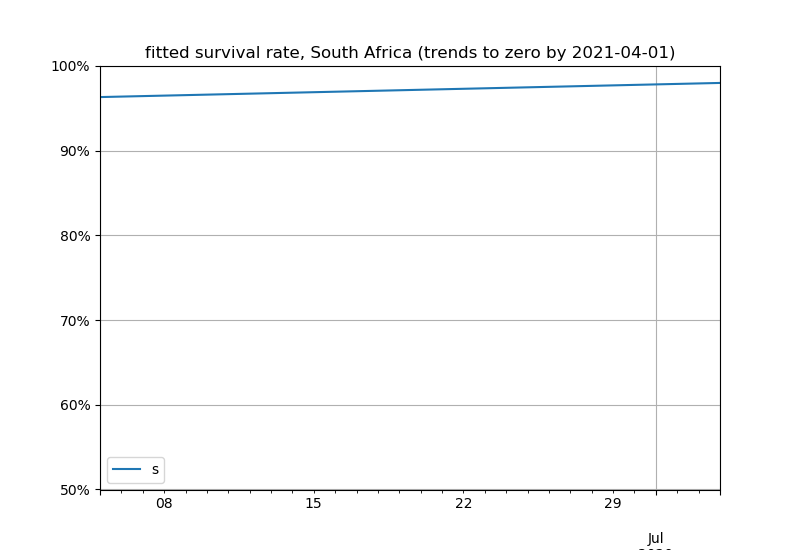 fitted survival rate, South Africa (trends to zero by 2021-04-01)
100%
90%
80%
70%
60%
50%
s
08 15 22 29
Jul